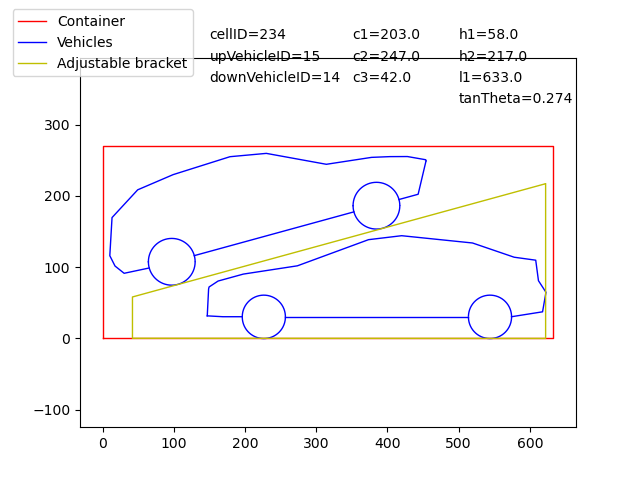 Container
Vehicles
Adjustable bracket
cellID=234 c1=203.0 h1=58.0
upVehicleID=15 c2=247.0 h2=217.0
downVehicleID=14 c3=42.0 l1=633.0
tanTheta=0.274
300
200
100
0
−100
0 100 200 300 400 500 600